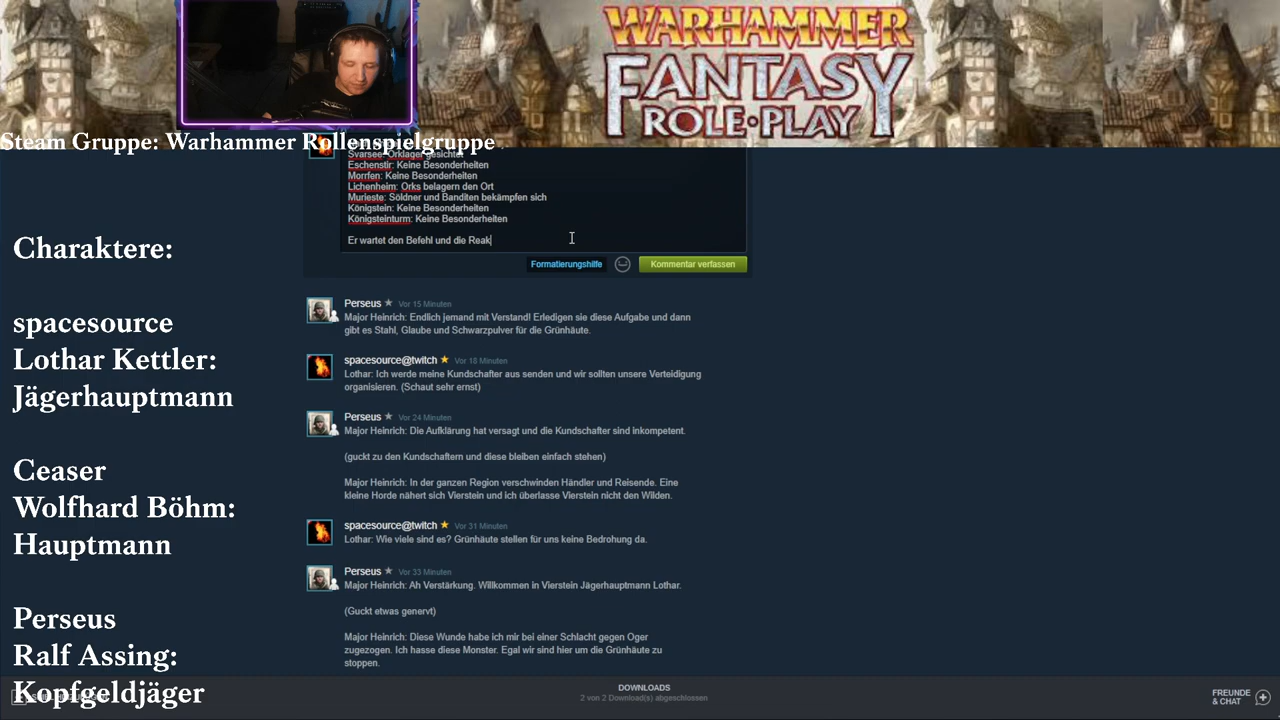 WARHAMMER
FANTASY
ROLE-PLAY
Steam Gruppe: Warhammer Rollenspielgruppe
Svarsee: Orklager gesichtet
Eschenstir: Keine Besonderheiten
Morrfen: Keine Besonderheiten
Lichenheim: Orks belagern den Ort
Murieste: Söldner und Banditen bekämpfen sich
Königstein: Keine Besonderheiten
Königsteinturm: Keine Besonderheiten
Er wartet den Befehl und die Reak
Formatierungshilfe
Kommentar verfassen
Perseus Vor 15 Minuten
Major Heinrich: Endlich jemand mit Verstand! Erledigen sie diese Aufgabe und dann
gibt es Stahl, Glaube und Schwarzpulver für die Grünhäute.
spacesource@twitch Vor 18 Minuten
Lothar: Ich werde meine Kundschafter aus senden und wir sollten unsere Verteidigung
organisieren. (Schaut sehr ernst)
Perseus Vor 24 Minuten
Major Heinrich: Die Aufklärung hat versagt und die Kundschafter sind inkompetent.
(guckt zu den Kundschaftern und diese bleiben einfach stehen)
Major Heinrich: In der ganzen Region verschwinden Händler und Reisende. Eine
kleine Horde nähert sich Vierstein und ich überlasse Vierstein nicht den Wilden.
spacesource@twitch Vor 31 Minuten
Lothar: Wie viele sind es? Grünhäute stellen für uns keine Bedrohung da.
Perseus Vor 33 Minuten
Major Heinrich: Ah Verstärkung. Willkommen in Vierstein Jägerhauptmann Lothar.
(Guckt etwas genervt)
Major Heinrich: Diese Wunde habe ich mir bei einer Schlacht gegen Oger
zugezogen. Ich hasse diese Monster. Egal wir sind hier um die Grünhäute zu
stoppen.
Charaktere:
spacesource
Lothar Kettler:
Jägerhauptmann
Ceaser
Wolfhard Böhm:
Hauptmann
Perseus
Ralf Assing:
Kopfgeldjäger
DOWNLOADS
2 von 2 Download(s) abgeschlossen
FREUNDE
& CHAT